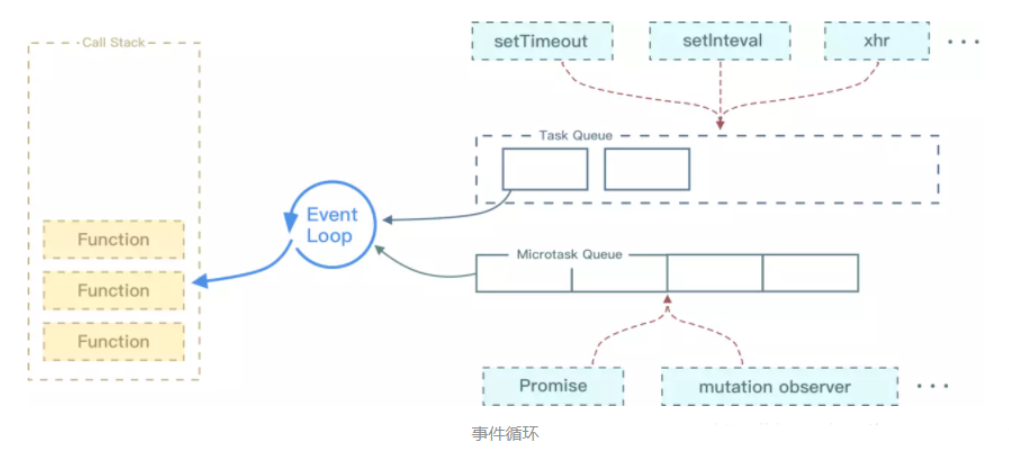 Call Stack
setTimeout
setInteval
xhr
...
Task Queue
Event
Loop
Function
Function
Function
Microtask Queue
Promise
mutation observer
...
事件循环